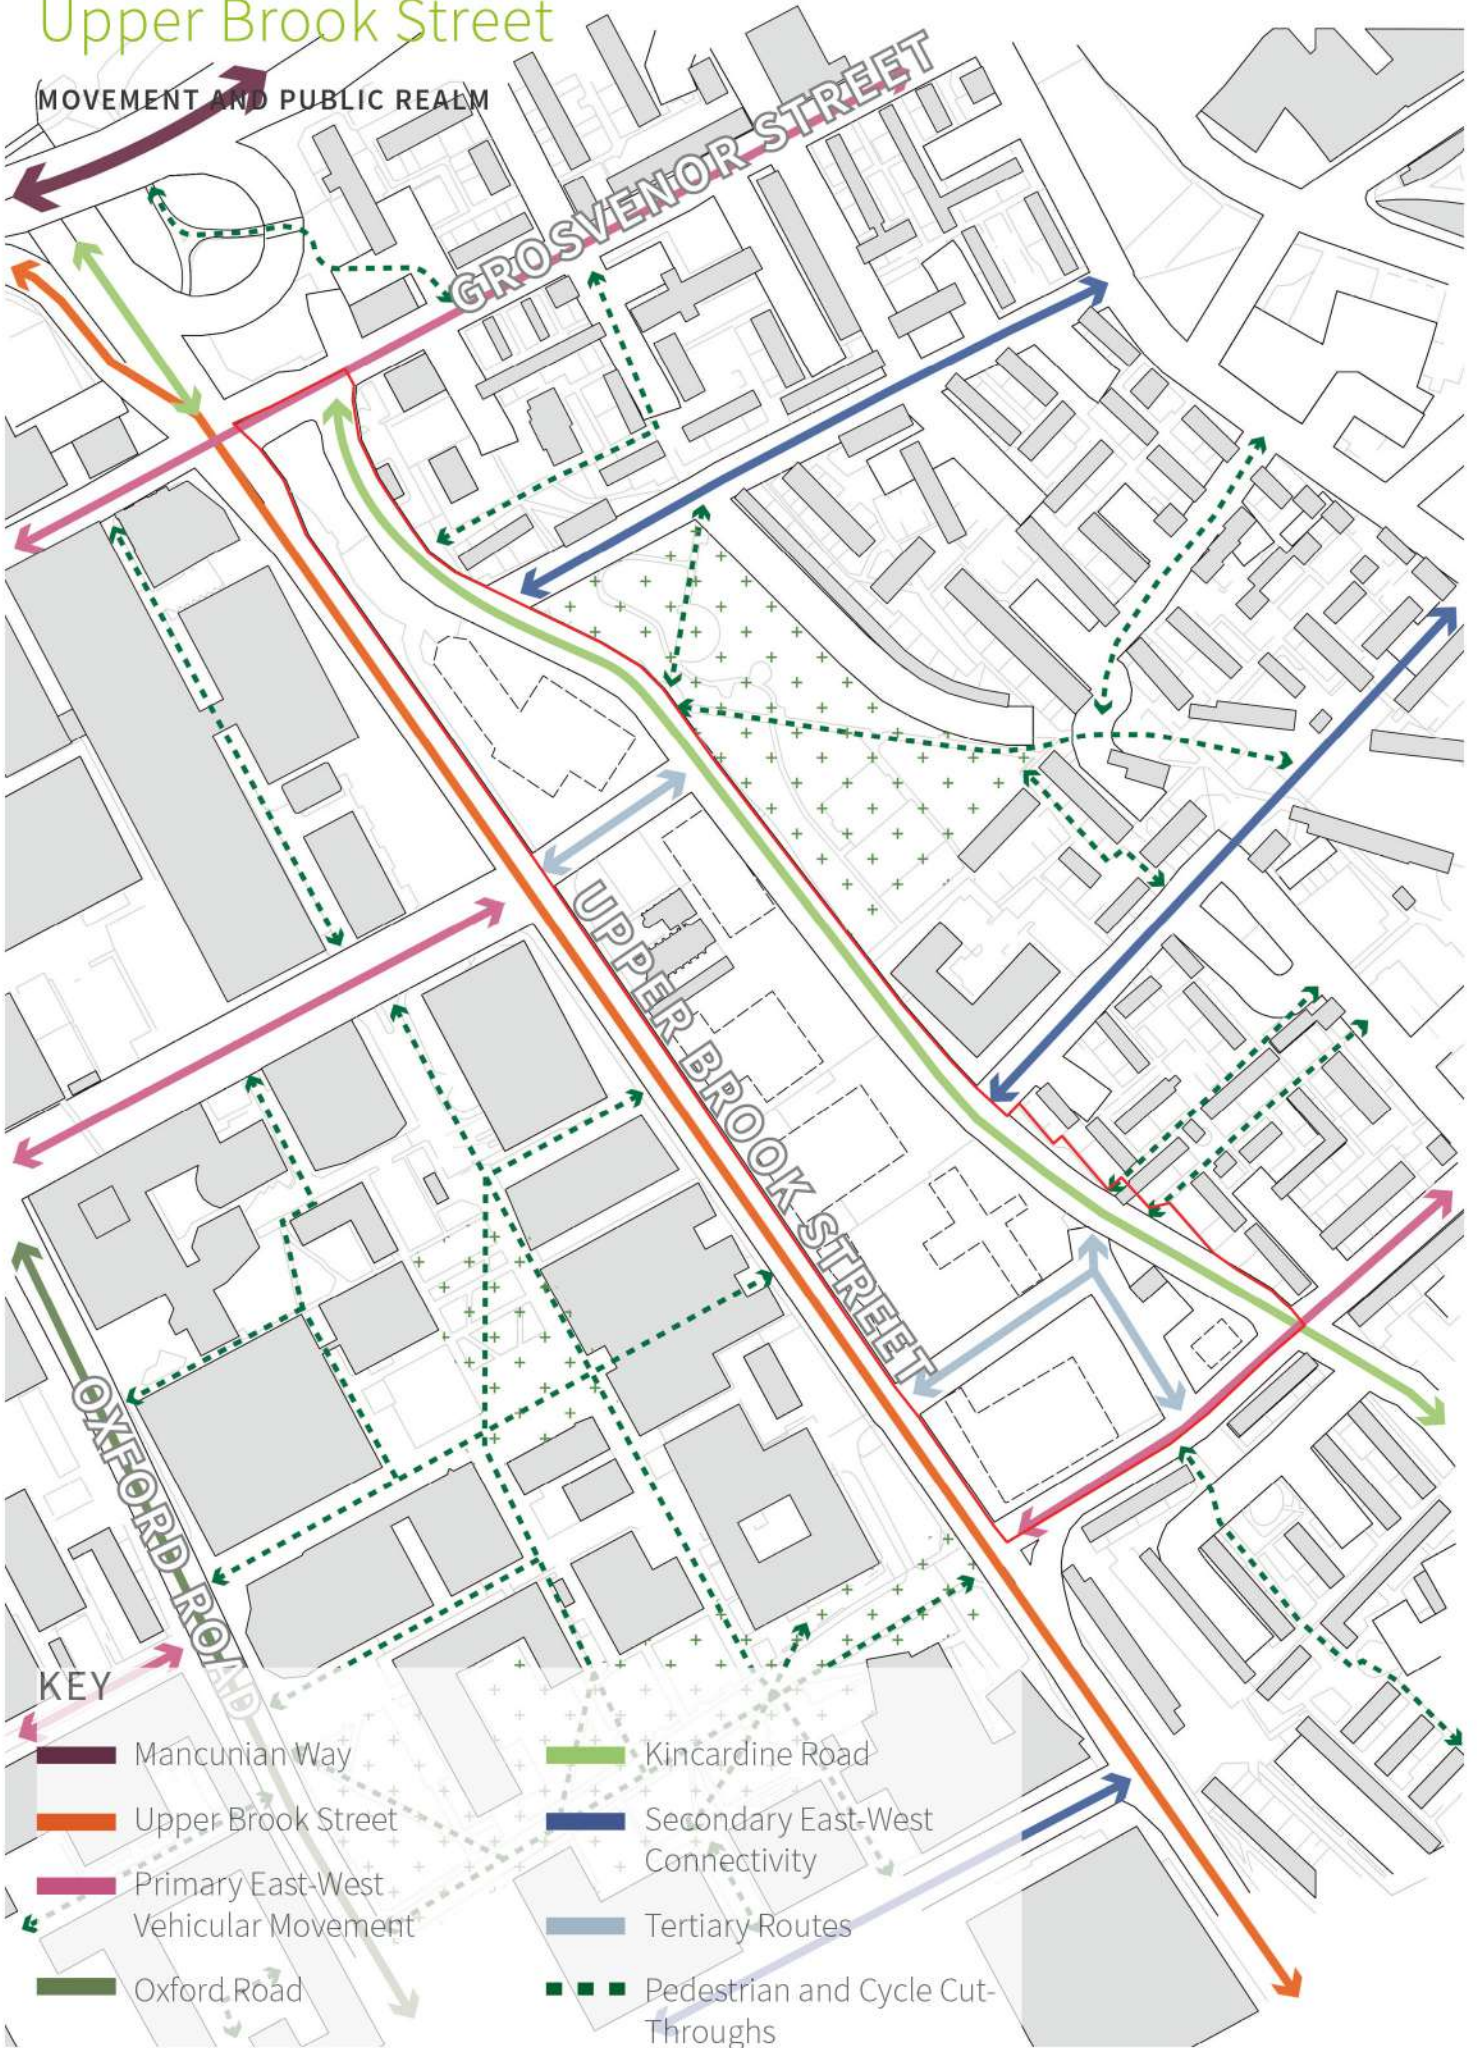 Upper Brook Street
MOVEMENT AND PUBLIC REALM
GROSVENOR STREET
UPPER BROOK STREET
OXFORD ROAD
KEY
Mancunian Way
Upper Brook Street
Primary East-West
Vehicular Movement
Oxford Road
Kincardine Road
Secondary East-West
Connectivity
Tertiary Routes
Pedestrian and Cycle Cut-
Throughs